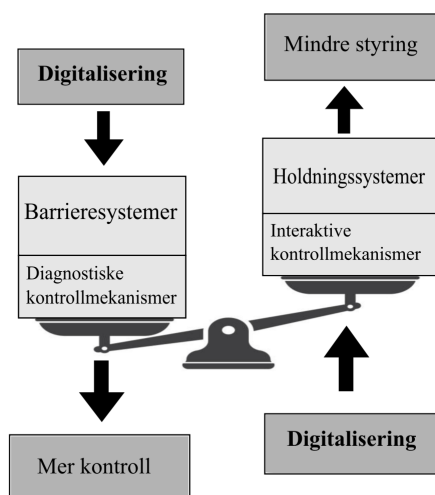 Digitalisering
Barrieresystemer
Diagnostiske
kontrollmekanismer
Mer kontroll
Mindre styring
Holdningssystemer
Interaktive
kontrollmekanismer
Digitalisering